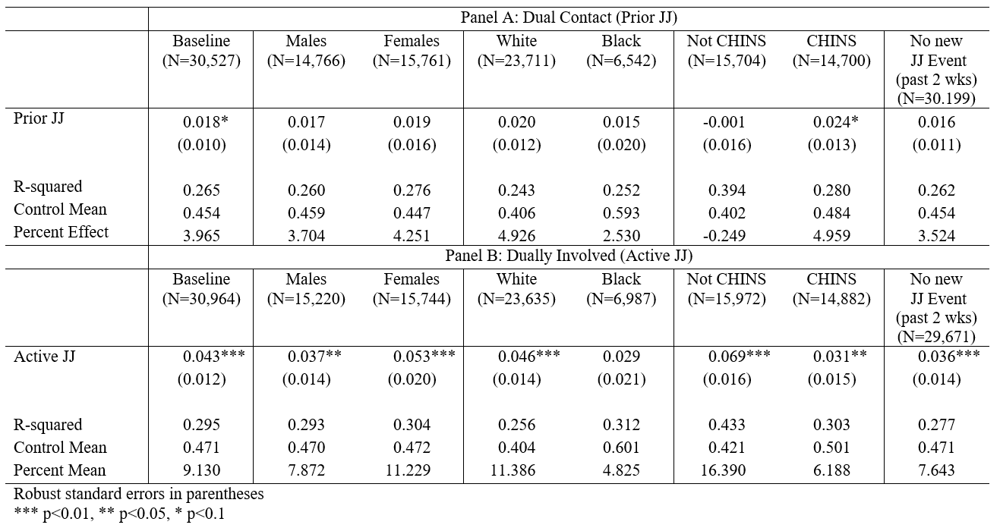 Panel A: Dual Contact (Prior JJ)
Baseline Males Females White Black Not CHINS CHINS No new
(N=30,527) (N=14,766) (N=15,761) (N=23,711) (N=6,542) (N=15,704) (N=14,700) JJ Event
(past 2 wks)
(N=30.199)
Prior JJ 0.018* 0.017 0.019 0.020 0.015 -0.001 0.024* 0.016
(0.010) (0.014) (0.016) (0.012) (0.020) (0.016) (0.013) (0.011)
R-squared 0.265 0.260 0.276 0.243 0.252 0.394 0.280 0.262
Control Mean 0.454 0.459 0.447 0.406 0.593 0.402 0.484 0.454
Percent Effect 3.965 3.704 4.251 4.926 2.530 -0.249 4.959 3.524
Panel B: Dually Involved (Active JJ)
Baseline Males Females White Black Not CHINS CHINS No new
(N=30,964) (N=15,220) (N=15,744) (N=23,635) (N=6,987) (N=15,972) (N=14,882) JJ Event
(past 2 wks)
(N=29,671)
Active JJ 0.043*** 0.037** 0.053*** 0.046*** 0.029 0.069*** 0.031** 0.036***
(0.012) (0.014) (0.020) (0.014) (0.021) (0.016) (0.015) (0.014)
R-squared 0.295 0.293 0.304 0.256 0.312 0.433 0.303 0.277
Control Mean 0.471 0.470 0.472 0.404 0.601 0.421 0.501 0.471
Percent Mean 9.130 7.872 11.229 11.386 4.825 16.390 6.188 7.643
Robust standard errors in parentheses
*** p<0.01, ** p<0.05, * p<0.1